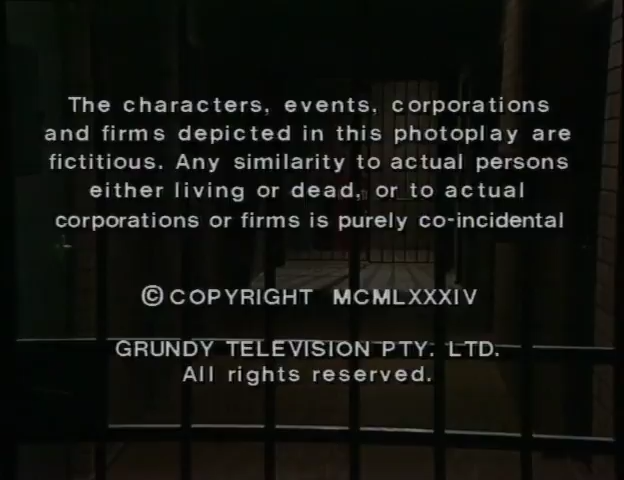 The characters, events, corporations
and firms depicted in this photoplay are
fictitious. Any similarity to actual persons
either living or dead, or to actual
corporations or firms is purely co-incidental
© COPYRIGHT MCMLXXXIV
GRUNDY TELEVISION PTY. LTD.
All rights reserved.